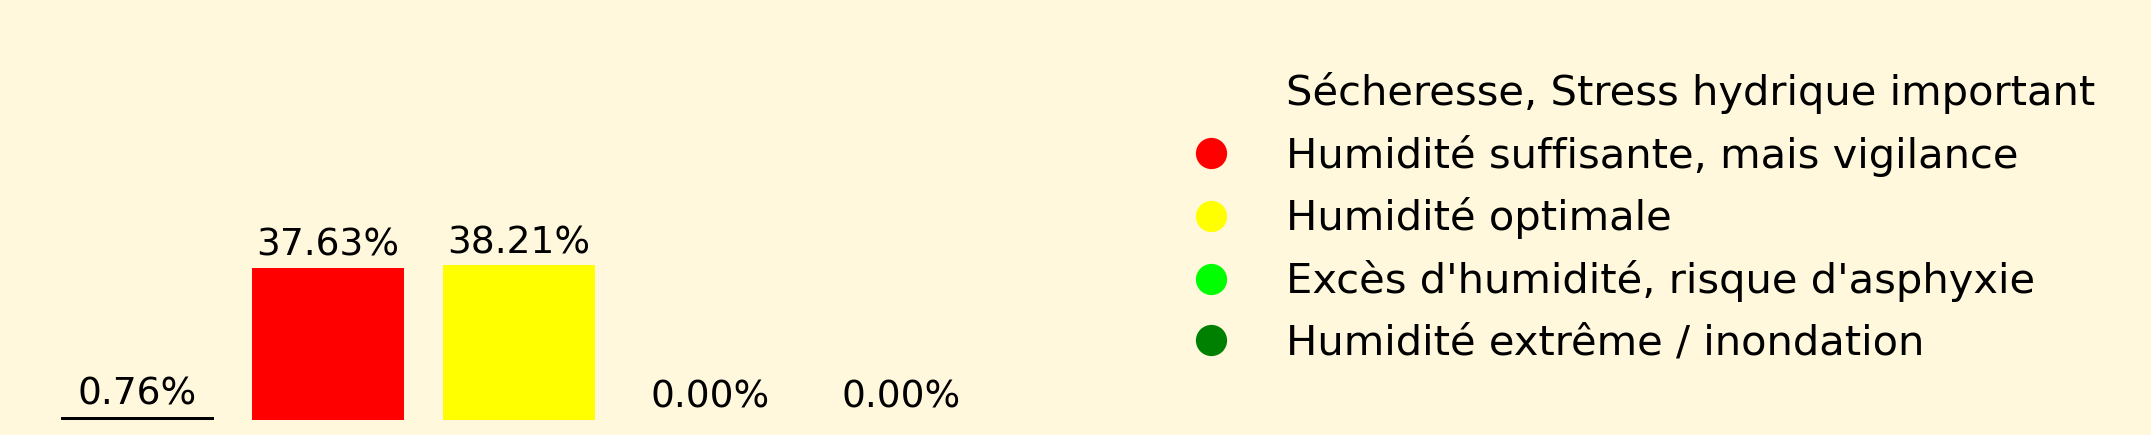 Sécheresse, Stress hydrique important
Humidité suffisante, mais vigilance
Humidité optimale
Excès d'humidité, risque d'asphyxie
Humidité extrême / inondation
37.63%
38.21%
0.76%
0.00%
0.00%